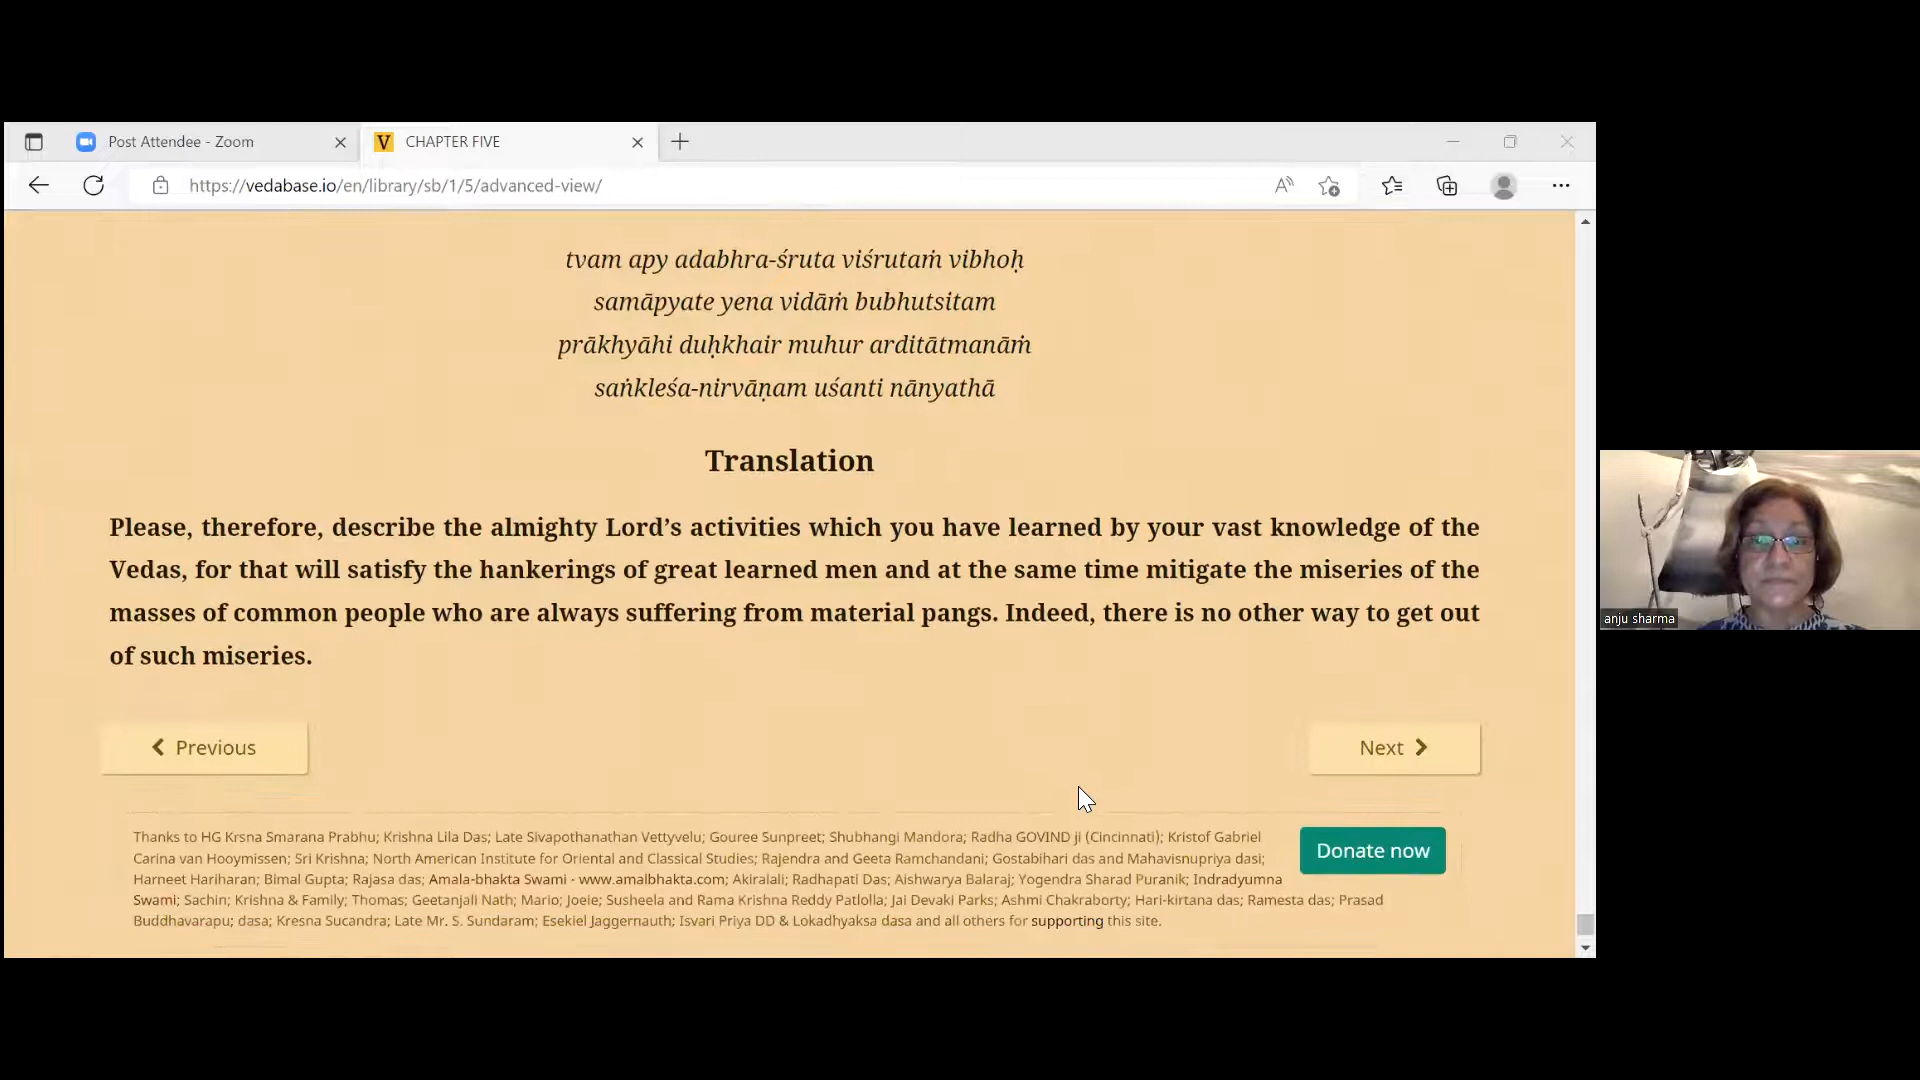 Post Attendee - Zoom
CHAPTER FIVE
https://vedabase.io/en/library/sb/1/5/advanced-view/
tvam apy adabhra-śruta viśrutaṁ vibhoḥ
samāpyate yena vidāṁ bubhutsitam
prākhyāhi duḥkhair muhur arditātmanāṁ
saṅkleśa-nirvāṇam uśanti nānyathā
Translation
Please, therefore, describe the almighty Lord’s activities which you have learned by your vast knowledge of the
Vedas, for that will satisfy the hankerings of great learned men and at the same time mitigate the miseries of the
masses of common people who are always suffering from material pangs. Indeed, there is no other way to get out
of such miseries.
Previous
Next
Thanks to HG Krsna Smarana Prabhu; Krishna Lila Das; Late Sivapothanathan Vettyvelu; Gouree Sunpreet; Shubhangi Mandora; Radha GOVIND ji (Cincinnati); Kristof Gabriel
Carina van Hooymissen; Sri Krishna; North American Institute for Oriental and Classical Studies; Rajendra and Geeta Ramchandani; Gostabihari das and Mahavisnupriya dasi;
Harneet Hariharan; Bimal Gupta; Rajasa das; Amala-bhakta Swami - www.amalbhakta.com; Akiralali; Radhapati Das; Aishwarya Balaraj; Yogendra Sharad Puranik; Indradyumna
Swami; Sachin; Krishna & Family; Thomas; Geetanjali Nath; Mario; Joeie; Susheela and Rama Krishna Reddy Patlolla; Jai Devaki Parks; Ashmi Chakraborty; Hari-kirtana das; Ramesta das; Prasad
Buddhavarapu; dasa; Kresna Sucandra; Late Mr. S. Sundaram; Esekiel Jaggernauth; Isvari Priya DD & Lokadhyaksa dasa and all others for supporting this site.
Donate now
anju sharma